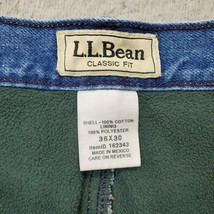 L.L.Bean
CLASSIC FIT
SHELL-100% COTTON
LINING
100% POLYESTER
36X30
ItemID 162343
MADE IN MEXICO
CARE ON REVERSE